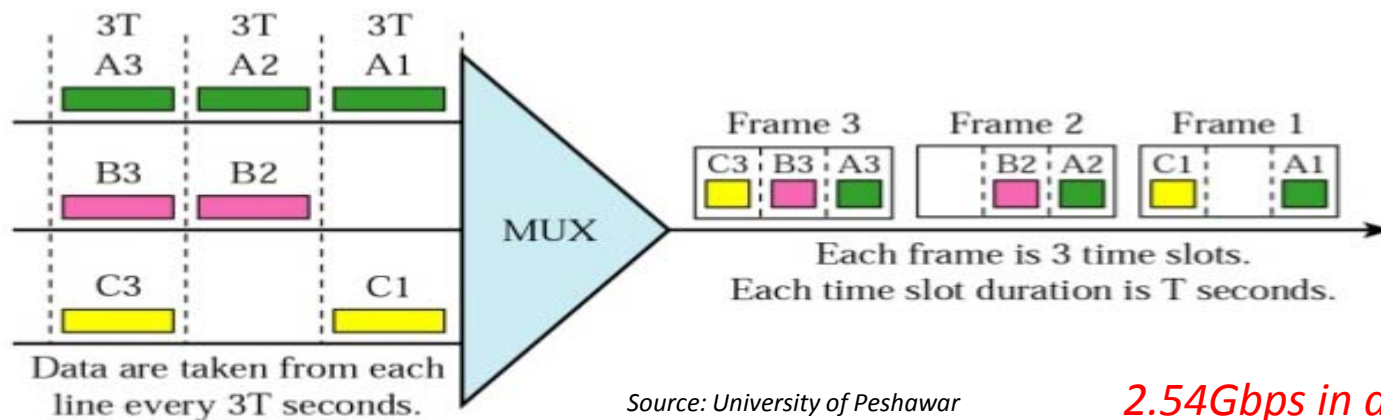 3T 3T 3T
A3 A2 A1
B3 B2
C3 C1
Data are taken from each
line every 3T seconds.
MUX
Frame 3 Frame 2 Frame 1
C3 B3 A3 B2 A2 C1 A1
Each frame is 3 time slots.
Each time slot duration is T seconds.
Source: University of Peshawar
2.54Gbps in